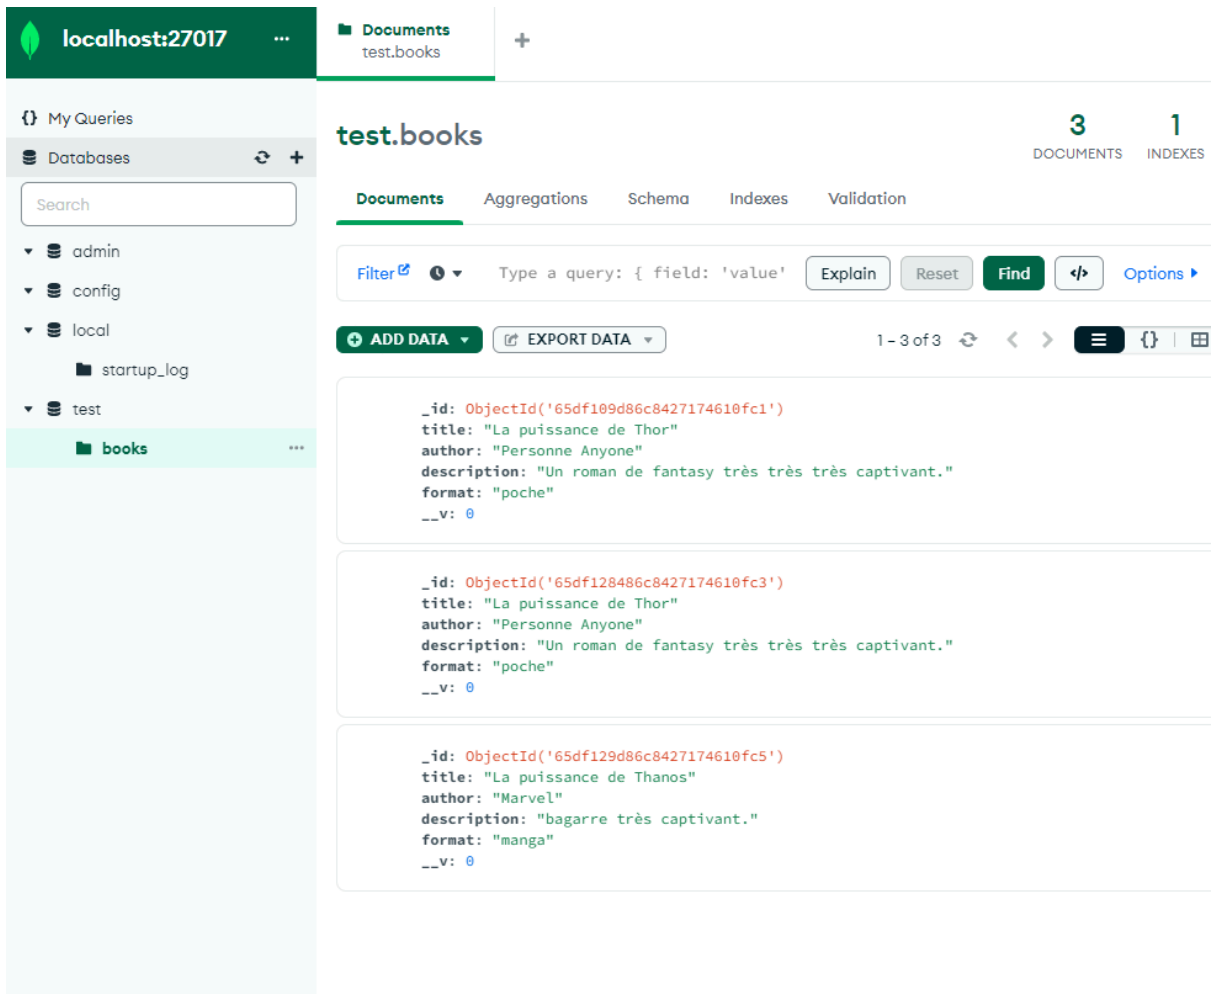 localhost:27017 ...
Documents
test.books
+
{} My Queries
Databases +
Search
admin
config
local
startup_log
test
books ...
test.books
3
DOCUMENTS
1
INDEXES
Documents Aggregations Schema Indexes Validation
Filter Type a query: { field: 'value' Explain Reset Find </> Options
ADD DATA EXPORT DATA 1 – 3 of 3 {}
_id: ObjectId('65df109d86c8427174610fc1')
title: "La puissance de Thor"
author: "Personne Anyone"
description: "Un roman de fantasy très très très captivant."
format: "poche"
__v: 0
_id: ObjectId('65df128486c8427174610fc3')
title: "La puissance de Thor"
author: "Personne Anyone"
description: "Un roman de fantasy très très très captivant."
format: "poche"
__v: 0
_id: ObjectId('65df129d86c8427174610fc5')
title: "La puissance de Thanos"
author: "Marvel"
description: "bagarre très captivant."
format: "manga"
__v: 0